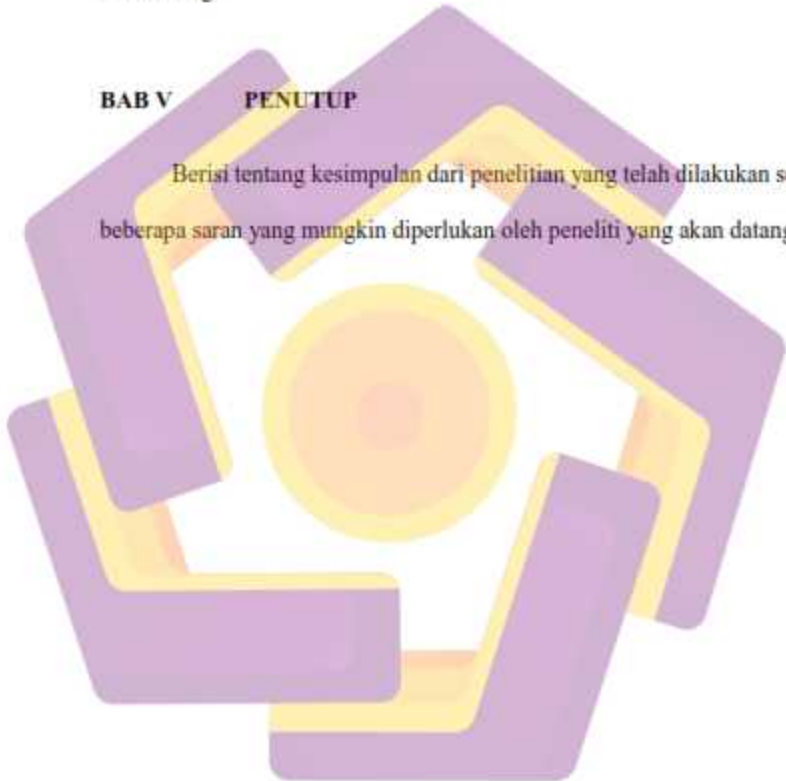 BAB V PENUTUP
Berisi tentang kesimpulan dari penelitian yang telah dilakukan
beberapa saran yang mungkin diperlukan oleh peneliti yang akan datang